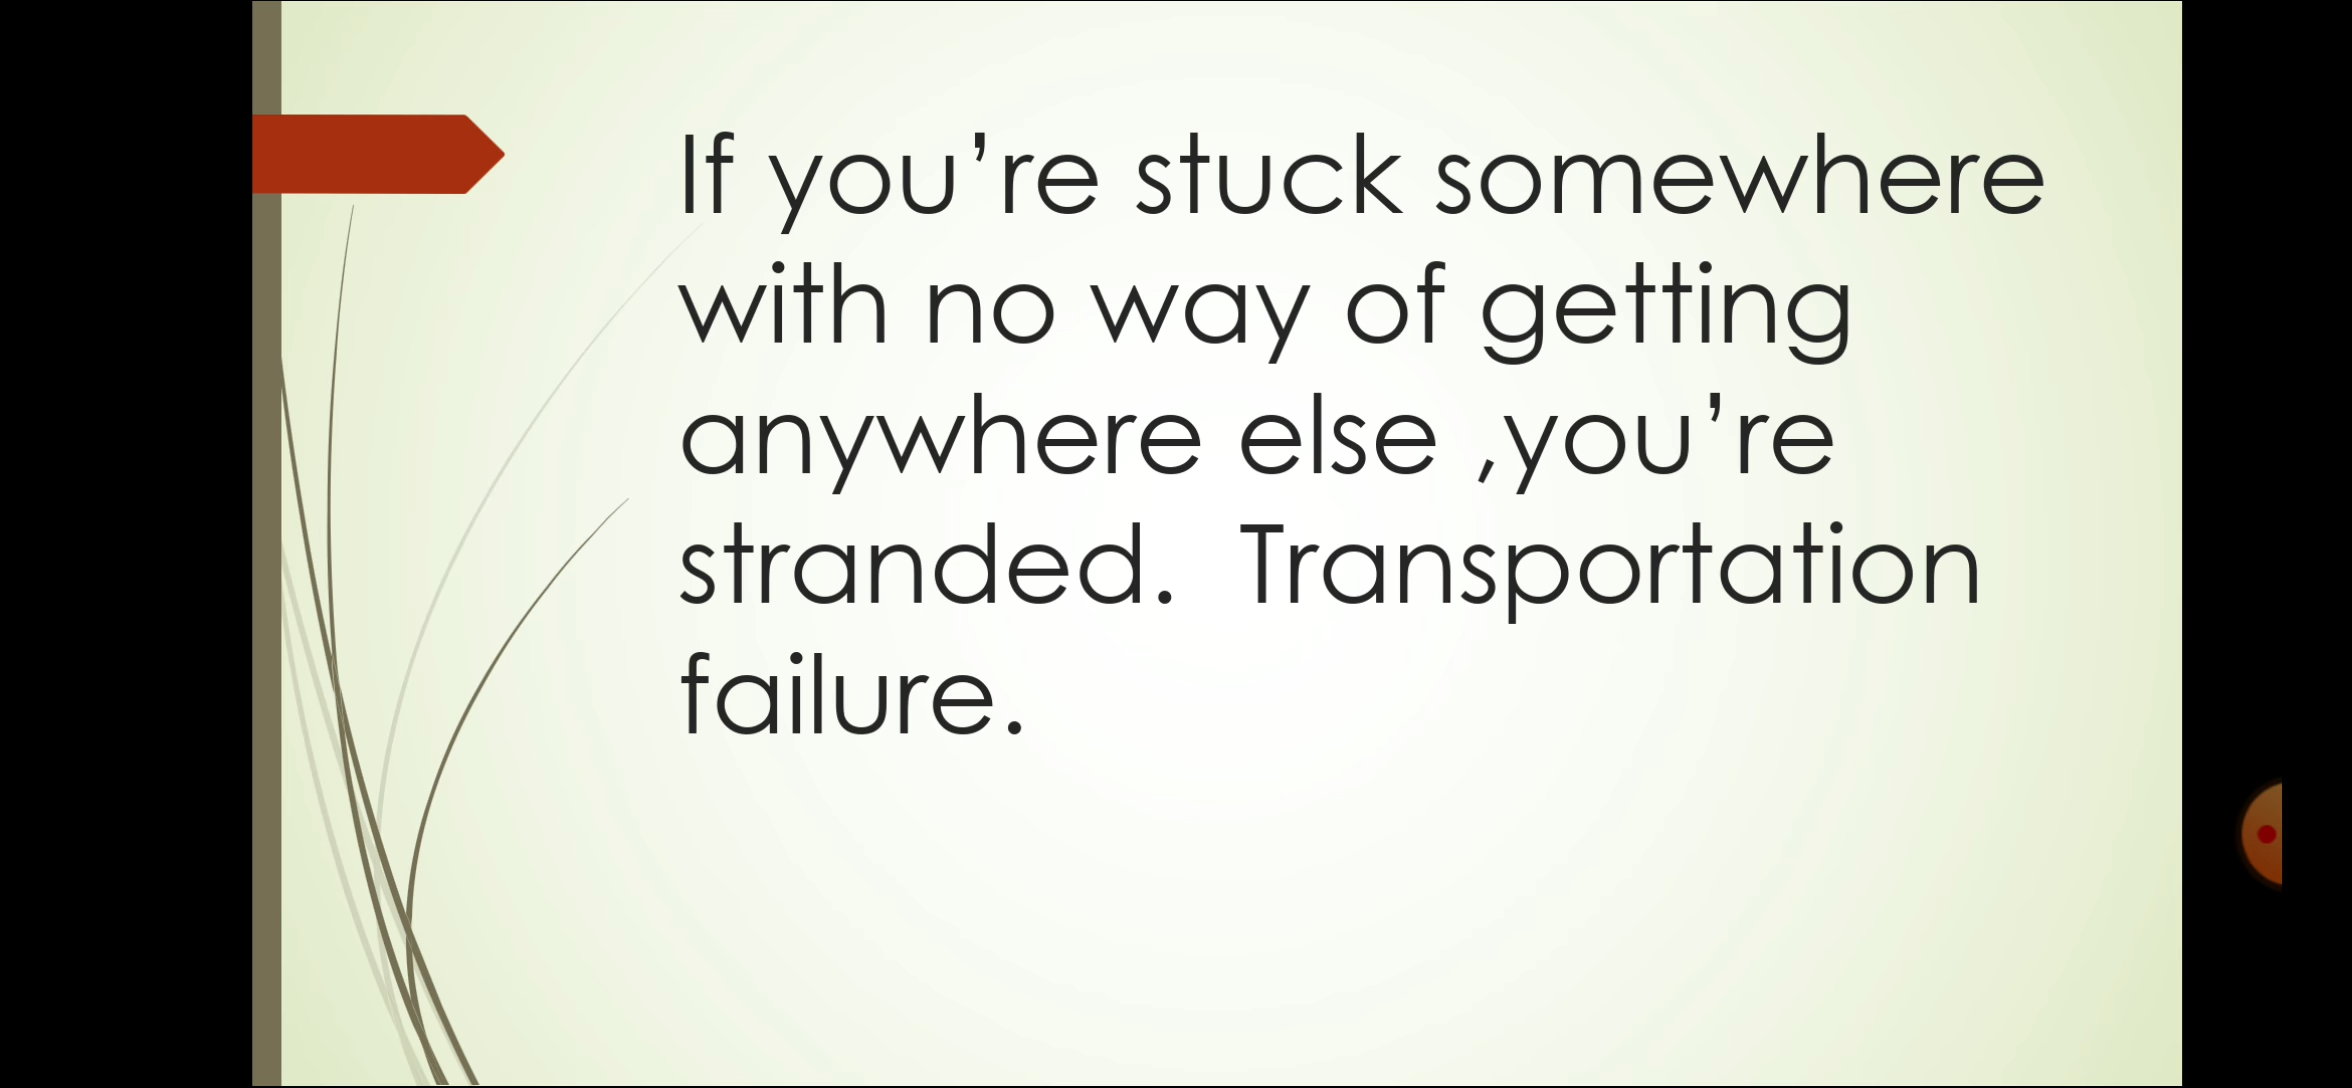 If you’re stuck somewhere
with no way of getting
anywhere else ,you’re
stranded.  Transportation
failure.